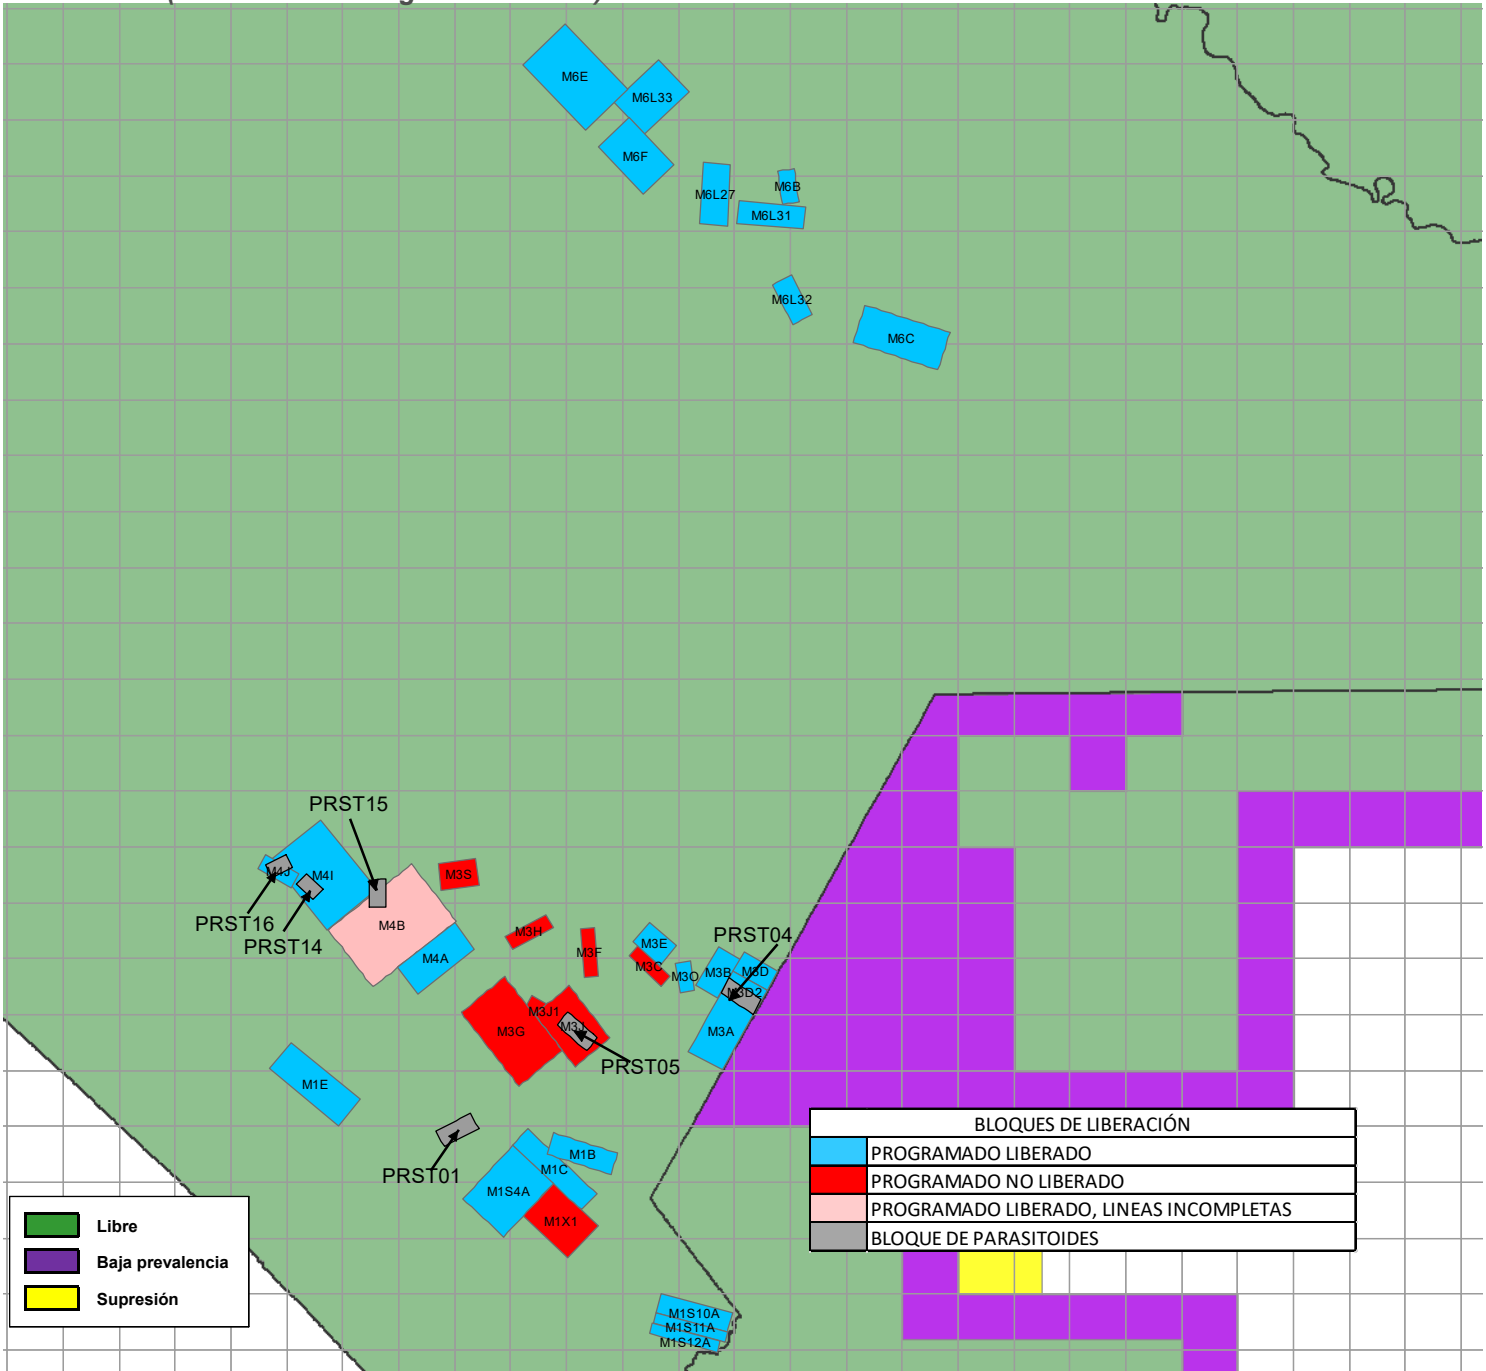 M6E
M6L33
M6F
M6L27
M6B
M6L31
M6L32
M6C
PRST15
M4J
M4I
M3S
PRST16
PRST14
M4B
M4A
M3H
M3F
M3E
M3C
M3O
PRST04
M3B
M3D
M3D2
M3A
M3G
M3J1
M3J
PRST05
M1E
PRST01
M1B
M1C
M1S4A
M1X1
M1S10A
M1S11A
M1S12A
BLOQUES DE LIBERACIÓN
PROGRAMADO LIBERADO
PROGRAMADO NO LIBERADO
PROGRAMADO LIBERADO, LINEAS INCOMPLETAS
BLOQUE DE PARASITOIDES
Libre
Baja prevalencia
Supresión